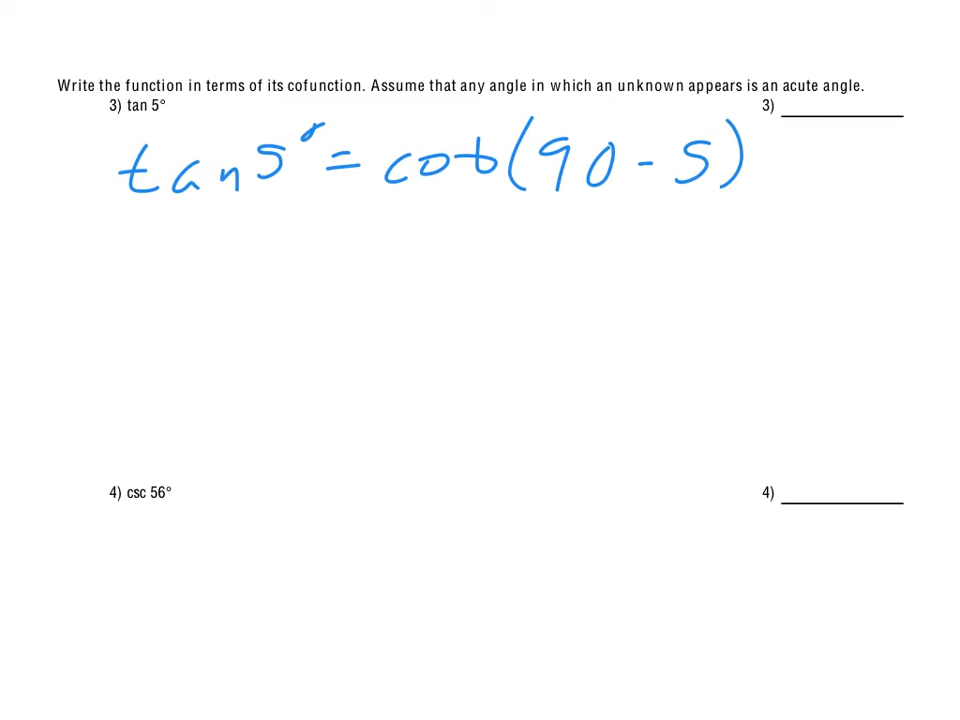 Write the function in terms of its cofunction. Assume that any angle in which an unknown appears is an acute angle.
3) tan 5° 3)
tan 5° = cot(90 - 5)
4) csc 56° 4)